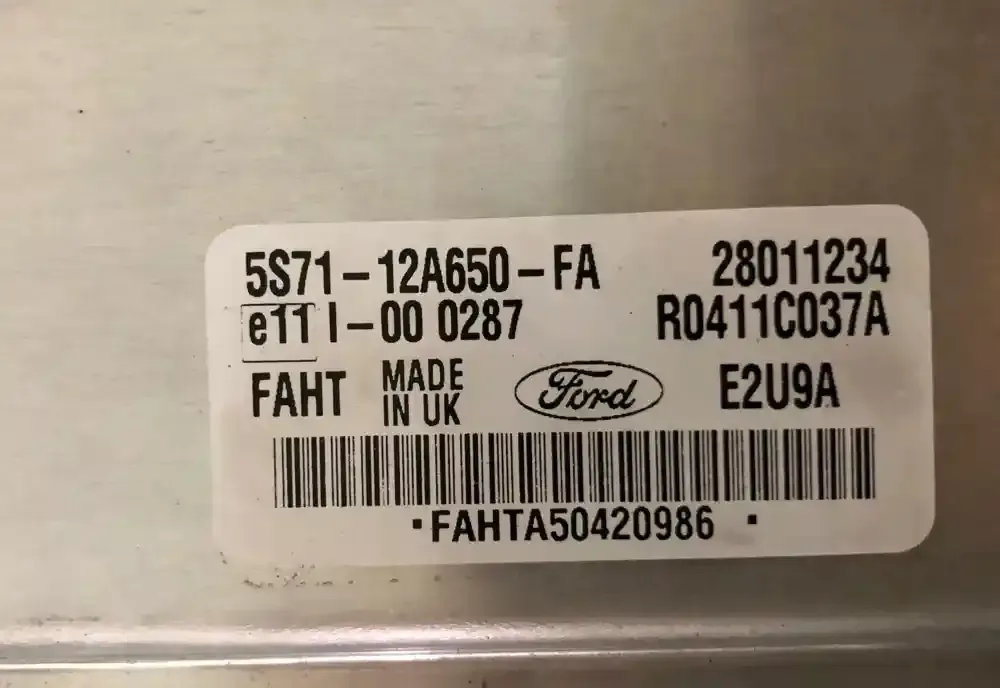 5S71-12A650-FA 28011234
e11 I-00 0287 R0411C037A
FAHT MADE IN UK Ford E2U9A
·FAHTA50420986 ·